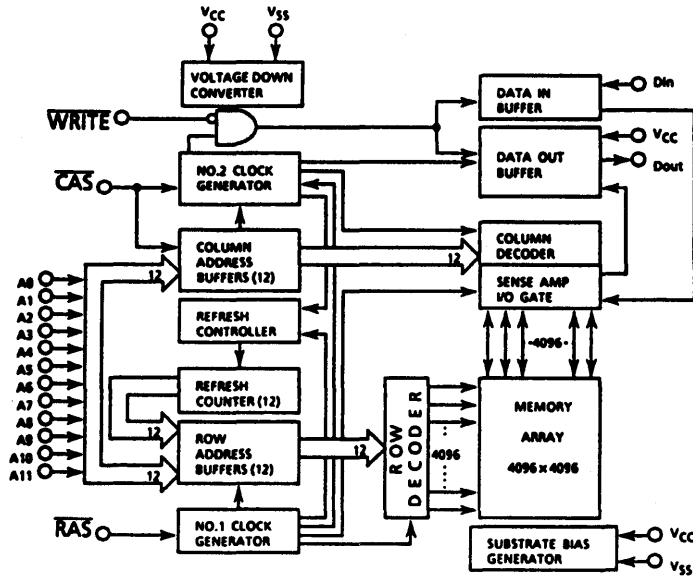 VCC
VSS
VOLTAGE DOWN
CONVERTER
WRITE
DATA IN
BUFFER
Din
DATA OUT
BUFFER
VCC
Dout
CAS
NO.2 CLOCK
GENERATOR
COLUMN
ADDRESS
BUFFERS (12)
12
12
COLUMN
DECODER
SENSE AMP
I/O GATE
A0
A1
A2
A3
A4
A5
A6
A7
A8
A9
A10
A11
REFRESH
CONTROLLER
REFRESH
COUNTER (12)
12
12
ROW
ADDRESS
BUFFERS (12)
12
ROW
DECODER
4096
-4096-
MEMORY
ARRAY
4096 x 4096
RAS
NO.1 CLOCK
GENERATOR
SUBSTRATE BIAS
GENERATOR
VCC
VSS